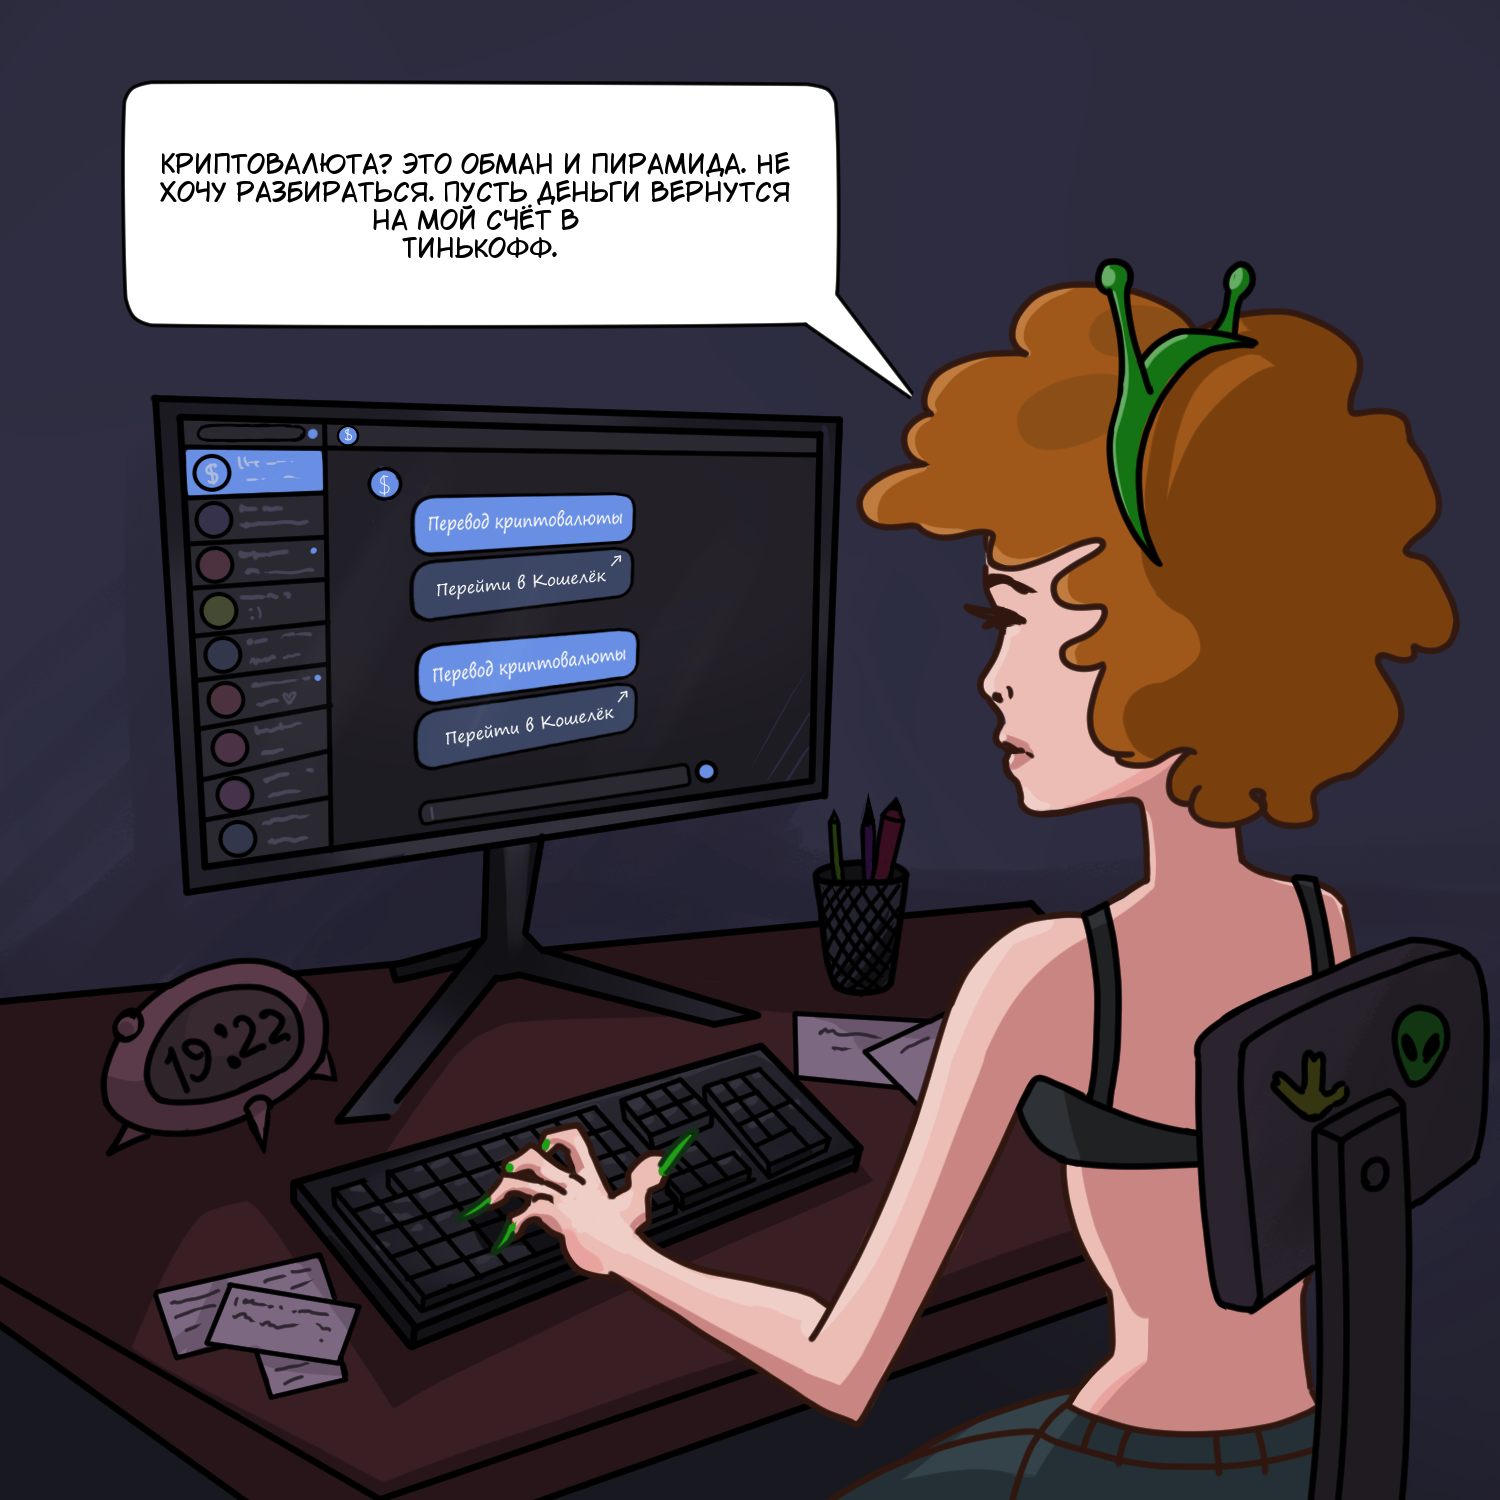 КРИПТОВАЛЮТА? ЭТО ОБМАН И ПИРАМИДА. НЕ
ХОЧУ РАЗБИРАТЬСЯ. ПУСТЬ ДЕНЬГИ ВЕРНУТСЯ
НА МОЙ СЧЁТ В
ТИНЬКОФФ.
$
$
$
Перевод криптовалюты
Перейти в Кошелёк
:)
Перевод криптовалюты
Перейти в Кошелёк
19:22